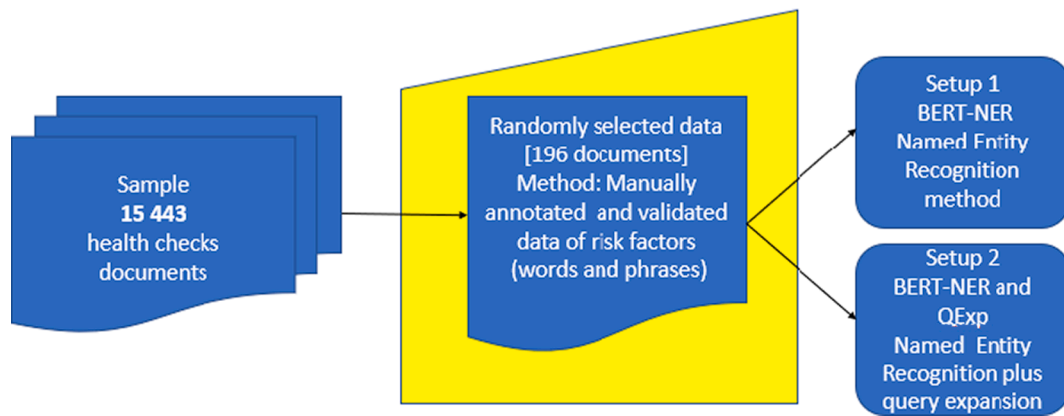 Sample
15 443
health checks
documents
Randomly selected data
[196 documents]
Method: Manually
annotated and validated
data of risk factors
(words and phrases)
Setup 1
BERT-NER
Named Entity
Recognition
method
Setup 2
BERT-NER and
QExp
Named Entity
Recognition plus
query expansion